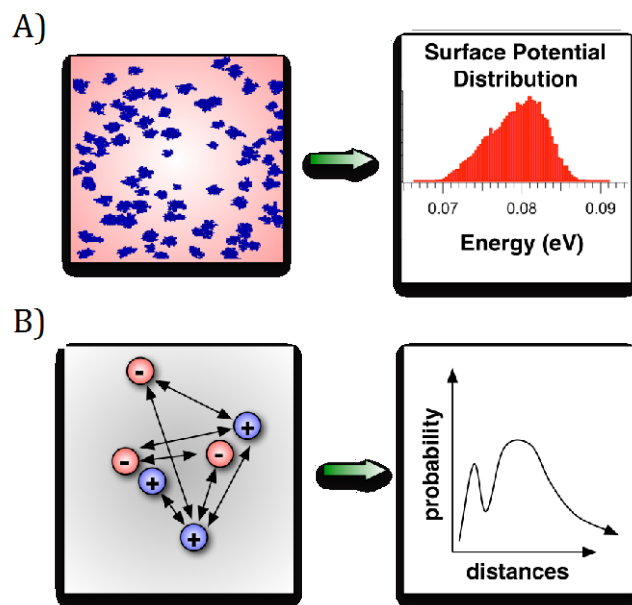 A)
Surface Potential
Distribution
0.07 0.08 0.09
Energy (eV)
B)
-
+
-
-
+
+
probability
distances